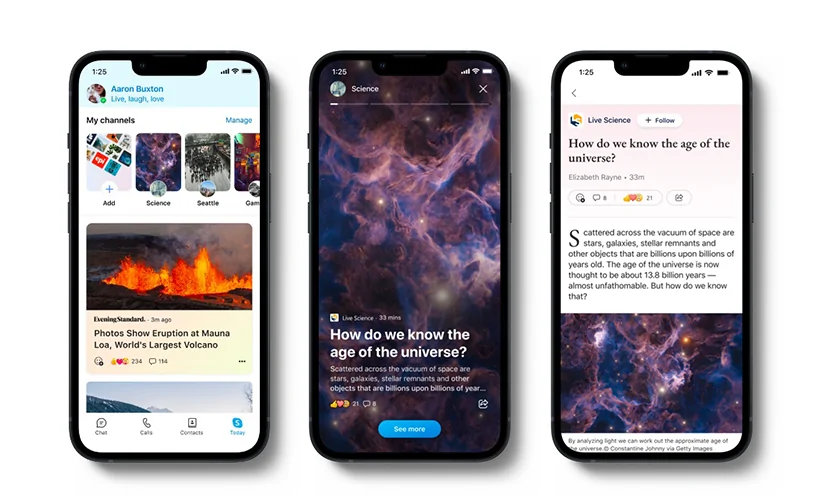 1:25
Aaron Buxton
Live, laugh, love
My channels
Manage
epi
Add
Science
Seattle
Gam
Evening Standard. · 3m ago
Photos Show Eruption at Mauna
Loa, World's Largest Volcano
234
114
Chat
Calls
Contacts
Today
1:25
Science
Live Science · 33 mins
How do we know the
age of the universe?
Scattered across the vacuum of space are
stars, galaxies, stellar remnants and other
objects that are billions upon billions of year...
21
8
See more
1:25
Live Science
+ Follow
How do we know the age of the
universe?
Elizabeth Rayne • 33m
8
21
Scattered across the vacuum of space are
stars, galaxies, stellar remnants and
other objects that are billions upon billions of
years old. The age of the universe is now
thought to be about 13.8 billion years —
almost unfathomable. But how do we know
that?
By analyzing light we can work out the approximate age of
the universe.© Constantine Johnny via Getty Images